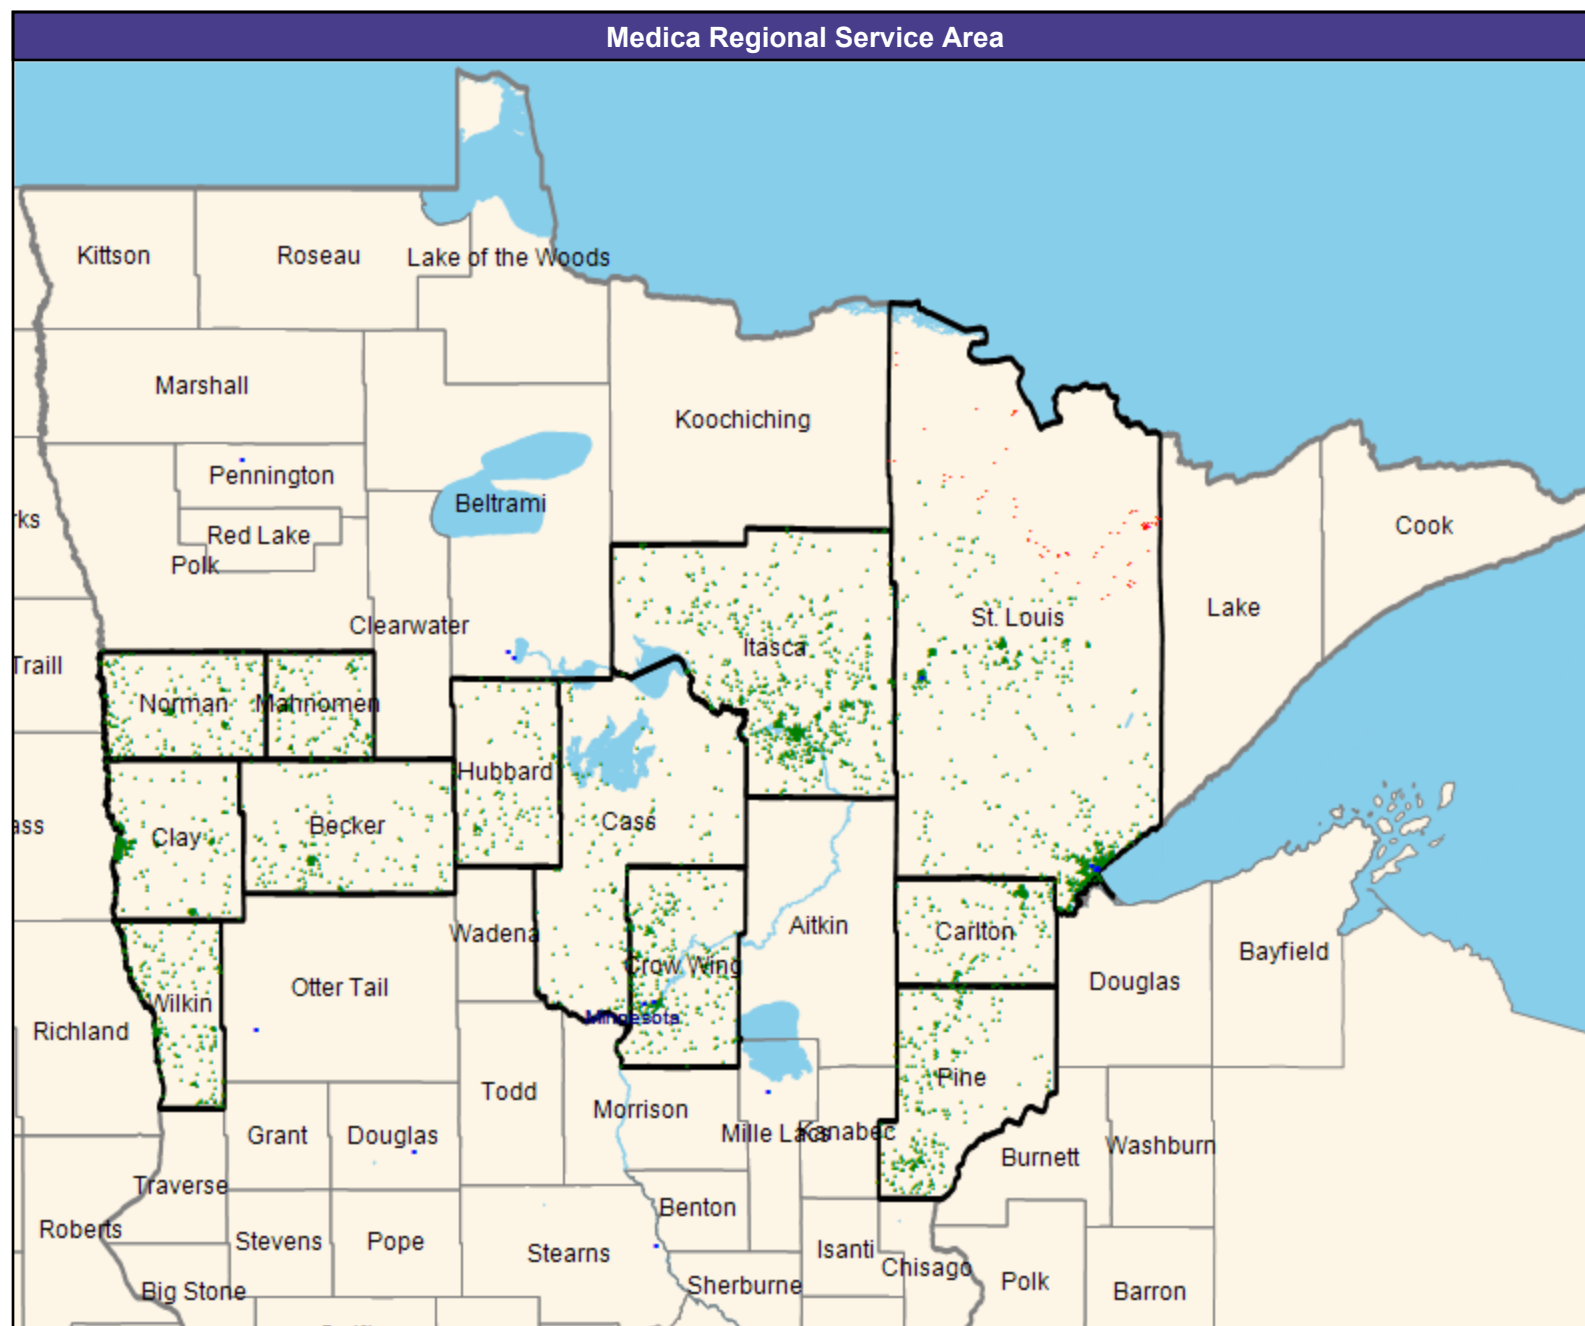 Medica Regional Service Area
Kittson
Roseau
Lake of the Woods
Marshall
Koochiching
Pennington
Beltrami
rks
Red Lake
Cook
Polk
Lake
St. Louis
Clearwater
Itasca
Traill
Norman
Mahnomen
Hubbard
Cass
ass
Clay
Becker
Aitkin
Carlton
Wadena
Bayfield
Crow Wing
Douglas
Otter Tail
Wilkin
Minnesota
Richland
Pine
Todd
Morrison
Mille Lacs
Kanabec
Grant
Douglas
Washburn
Burnett
Traverse
Benton
Roberts
Stevens
Pope
Stearns
Isanti
Chisago
Polk
Barron
Big Stone
Sherburne